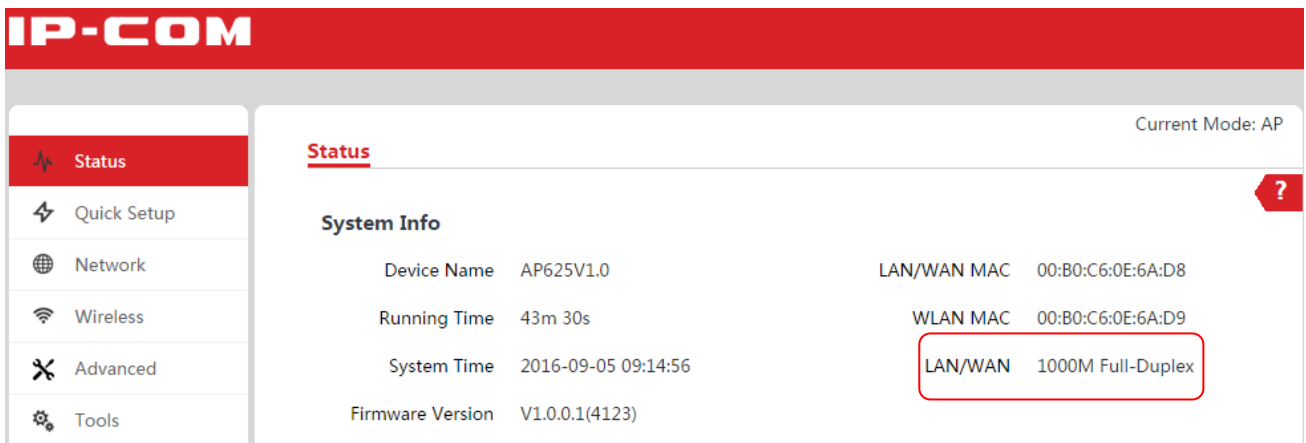 IP-COM
Current Mode: AP
Status
Quick Setup
Network
Wireless
Advanced
Tools
Status
?
System Info
Device Name AP625V1.0 LAN/WAN MAC 00:B0:C6:0E:6A:D8
Running Time 43m 30s WLAN MAC 00:B0:C6:0E:6A:D9
System Time 2016-09-05 09:14:56 LAN/WAN 1000M Full-Duplex
Firmware Version V1.0.0.1(4123)